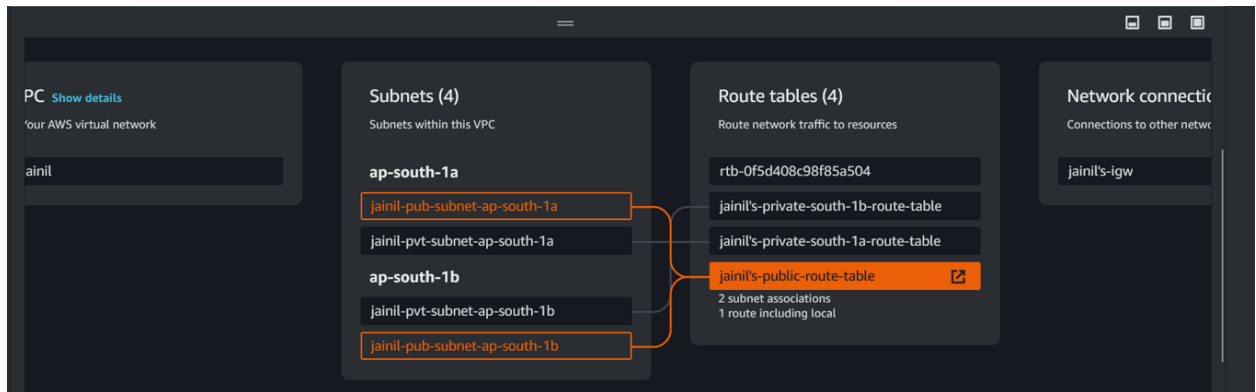 PC Show details
Your AWS virtual network
ainil
Subnets (4)
Subnets within this VPC
ap-south-1a
jainil-pub-subnet-ap-south-1a
jainil-pvt-subnet-ap-south-1a
ap-south-1b
jainil-pvt-subnet-ap-south-1b
jainil-pub-subnet-ap-south-1b
Route tables (4)
Route network traffic to resources
rtb-0f5d408c98f85a504
jainil's-private-south-1b-route-table
jainil's-private-south-1a-route-table
jainil's-public-route-table
2 subnet associations
1 route including local
Network connectic
Connections to other netwo
jainil's-igw